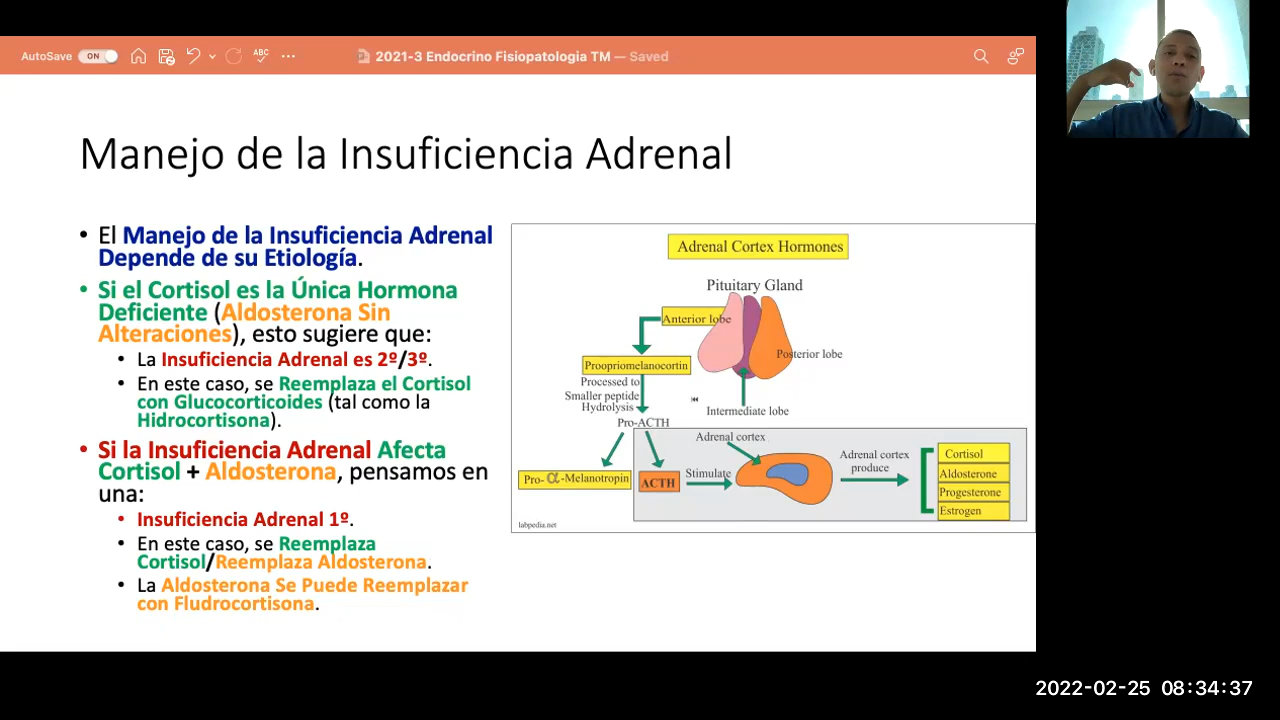 AutoSave ON ABC 2021-3 Endocrino Fisiopatologia TM — Saved
Manejo de la Insuficiencia Adrenal
• El Manejo de la Insuficiencia Adrenal
Depende de su Etiología.
• Si el Cortisol es la Única Hormona
Deficiente (Aldosterona Sin
Alteraciones), esto sugiere que:
• La Insuficiencia Adrenal es 2º/3º.
• En este caso, se Reemplaza el Cortisol
con Glucocorticoides (tal como la
Hidrocortisona).
• Si la Insuficiencia Adrenal Afecta
Cortisol + Aldosterona, pensamos en
una:
• Insuficiencia Adrenal 1º.
• En este caso, se Reemplaza
Cortisol/Reemplaza Aldosterona.
• La Aldosterona Se Puede Reemplazar
con Fludrocortisona.
Adrenal Cortex Hormones
Pituitary Gland
Anterior lobe
Posterior lobe
Proopriomelanocortin
Processed to
Smaller peptide
Hydrolysis
Intermediate lobe
Pro-ACTH
Adrenal cortex
Pro-α-Melanotropin
ACTH
Stimulate
Adrenal cortex
produce
Cortisol
Aldosterone
Progesterone
Estrogen
labpedia.net
2022-02-25 08:34:37